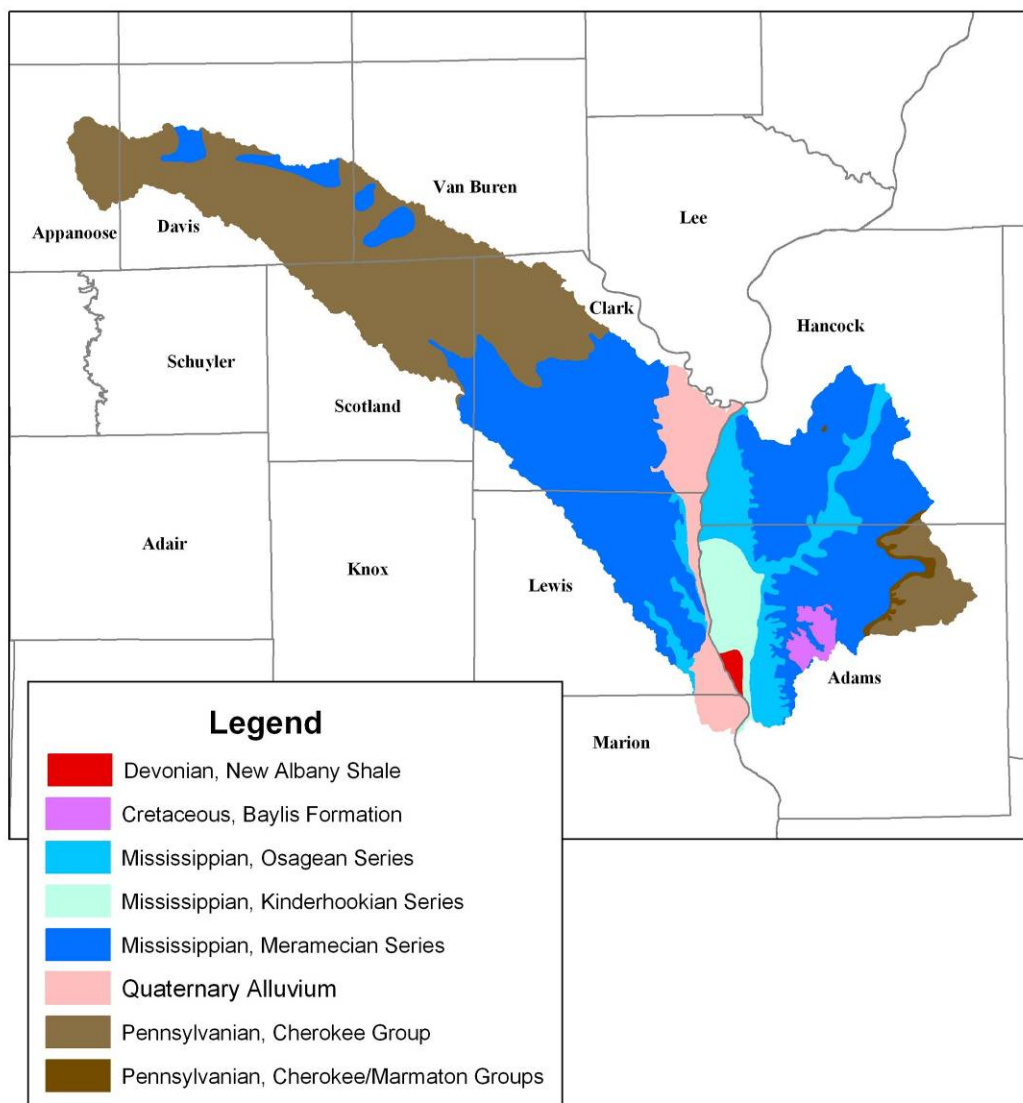 Van Buren
Lee
Appanoose
Davis
Clark
Hancock
Schuyler
Scotland
Adair
Knox
Lewis
Adams
Marion
Legend
Devonian, New Albany Shale
Cretaceous, Baylis Formation
Mississippian, Osagean Series
Mississippian, Kinderhookian Series
Mississippian, Meramecian Series
Quaternary Alluvium
Pennsylvanian, Cherokee Group
Pennsylvanian, Cherokee/Marmaton Groups